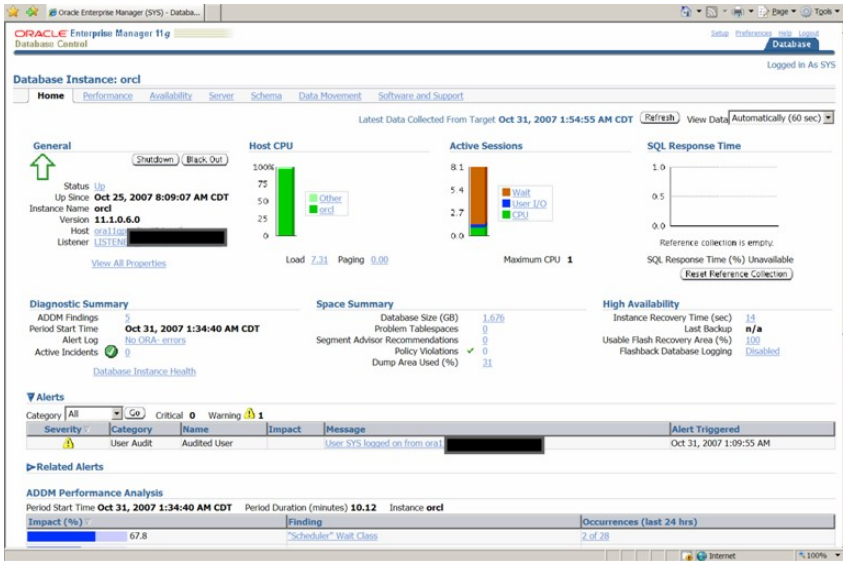 Oracle Enterprise Manager (SYS) - Databa...
Page Tools
ORACLE Enterprise Manager 11g
Database Control
Setup Preferences Help Logout
Database
Logged in As SYS
Database Instance: orcl
Home Performance Availability Server Schema Data Movement Software and Support
Latest Data Collected From Target Oct 31, 2007 1:54:55 AM CDT Refresh View Data Automatically (60 sec)
General
Shutdown Black Out
Status Up
Up Since Oct 25, 2007 8:09:07 AM CDT
Instance Name orcl
Version 11.1.0.6.0
Host
Listener
View All Properties
Host CPU
100%
75
50
25
0
Other
orcl
Load 7.31 Paging 0.00
Active Sessions
8.1
5.4
2.7
0.0
Wait
User I/O
CPU
Maximum CPU 1
SQL Response Time
1.0
0.5
0.0
Reference collection is empty.
SQL Response Time (%) Unavailable
Reset Reference Collection
Diagnostic Summary
ADDM Findings 5
Period Start Time Oct 31, 2007 1:34:40 AM CDT
Alert Log No ORA- errors
Active Incidents 0
Database Instance Health
Space Summary
Database Size (GB) 1.676
Problem Tablespaces 0
Segment Advisor Recommendations 0
Policy Violations 0
Dump Area Used (%) 31
High Availability
Instance Recovery Time (sec) 14
Last Backup n/a
Usable Flash Recovery Area (%) 100
Flashback Database Logging Disabled
Alerts
Category All Go Critical 0 Warning 1
Severity Category Name Impact Message Alert Triggered
User Audit Audited User User SYS logged on from Oct 31, 2007 1:09:55 AM
Related Alerts
ADDM Performance Analysis
Period Start Time Oct 31, 2007 1:34:40 AM CDT Period Duration (minutes) 10.12 Instance orcl
Impact (%) Finding Occurrences (last 24 hrs)
67.8 "Scheduler" Wait Class 2 of 28
Internet 100%